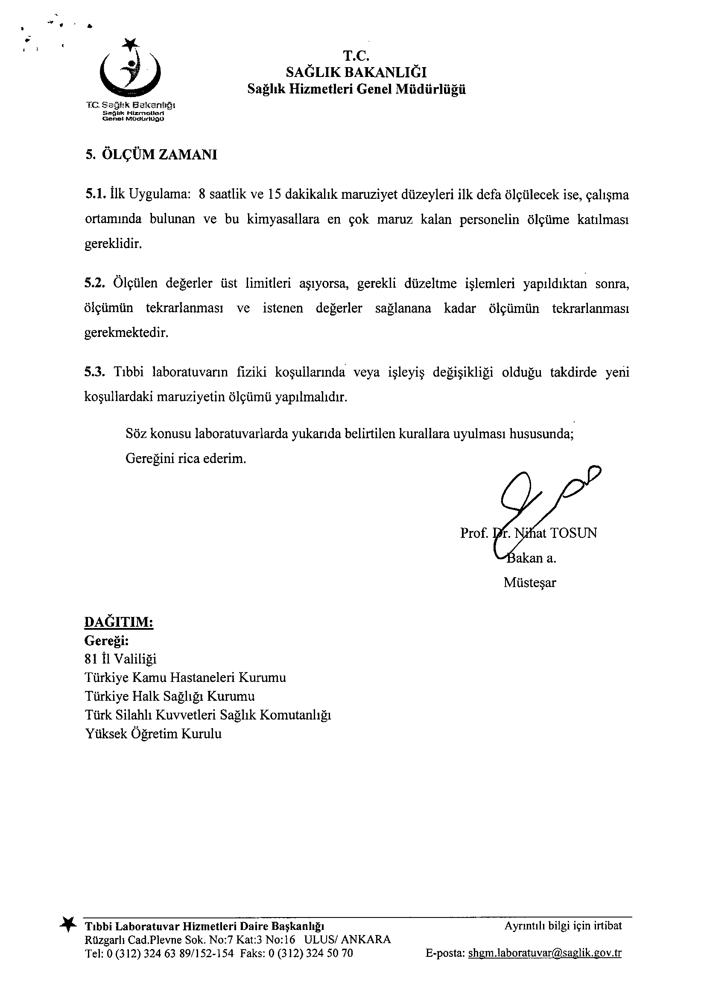 T.C.
SAĞLIK BAKANLIĞI
Sağlık Hizmetleri Genel Müdürlüğü
T.C. Sağlık Bakanlığı
Sağlık Hizmetleri
Genel Müdürlüğü
5. ÖLÇÜM ZAMANI
5.1. İlk Uygulama: 8 saatlik ve 15 dakikalık maruziyet düzeyleri ilk defa ölçülecek ise, çalışma
ortamında bulunan ve bu kimyasallara en çok maruz kalan personelin ölçüme katılması
gereklidir.
5.2. Ölçülen değerler üst limitleri aşıyorsa, gerekli düzeltme işlemleri yapıldıktan sonra,
ölçümün tekrarlanması ve istenen değerler sağlanana kadar ölçümün tekrarlanması
gerekmektedir.
5.3. Tıbbi laboratuvarın fiziki koşullarında veya işleyiş değişikliği olduğu takdirde yeni
koşullardaki maruziyetin ölçümü yapılmalıdır.
Söz konusu laboratuvarlarda yukarıda belirtilen kurallara uyulması hususunda;
Gereğini rica ederim.
Prof. Dr. Nihat TOSUN
Bakan a.
Müsteşar
DAĞITIM:
Gereği:
81 İl Valiliği
Türkiye Kamu Hastaneleri Kurumu
Türkiye Halk Sağlığı Kurumu
Türk Silahlı Kuvvetleri Sağlık Komutanlığı
Yüksek Öğretim Kurulu
Tıbbi Laboratuvar Hizmetleri Daire Başkanlığı Ayrıntılı bilgi için irtibat
Rüzgarlı Cad.Plevne Sok. No:7 Kat:3 No:16 ULUS/ ANKARA
Tel: 0 (312) 324 63 89/152-154 Faks: 0 (312) 324 50 70 E-posta: shgm.laboratuvar@saglik.gov.tr